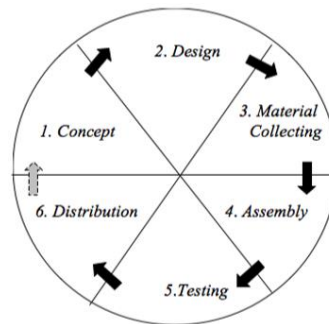 2. Design
1. Concept
3. Material
Collecting
6. Distribution
4. Assembly
5.Testing